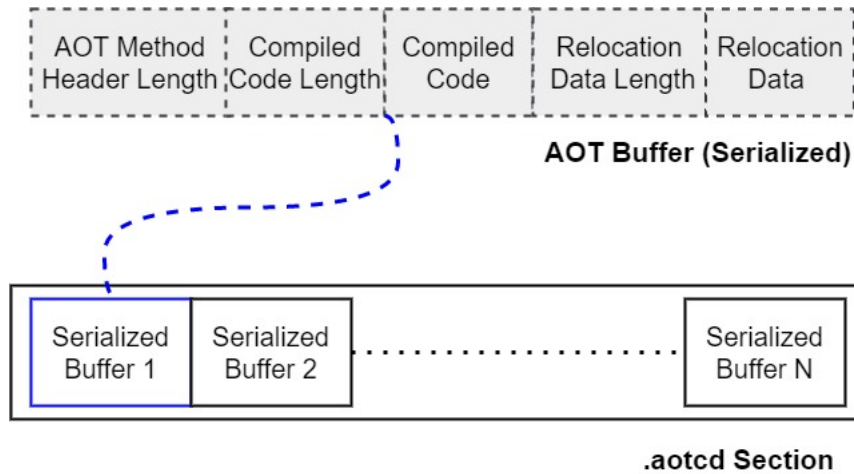 AOT Method Header Length
Compiled Code Length
Compiled Code
Relocation Data Length
Relocation Data
AOT Buffer (Serialized)
Serialized Buffer 1
Serialized Buffer 2
Serialized Buffer N
.aotcd Section